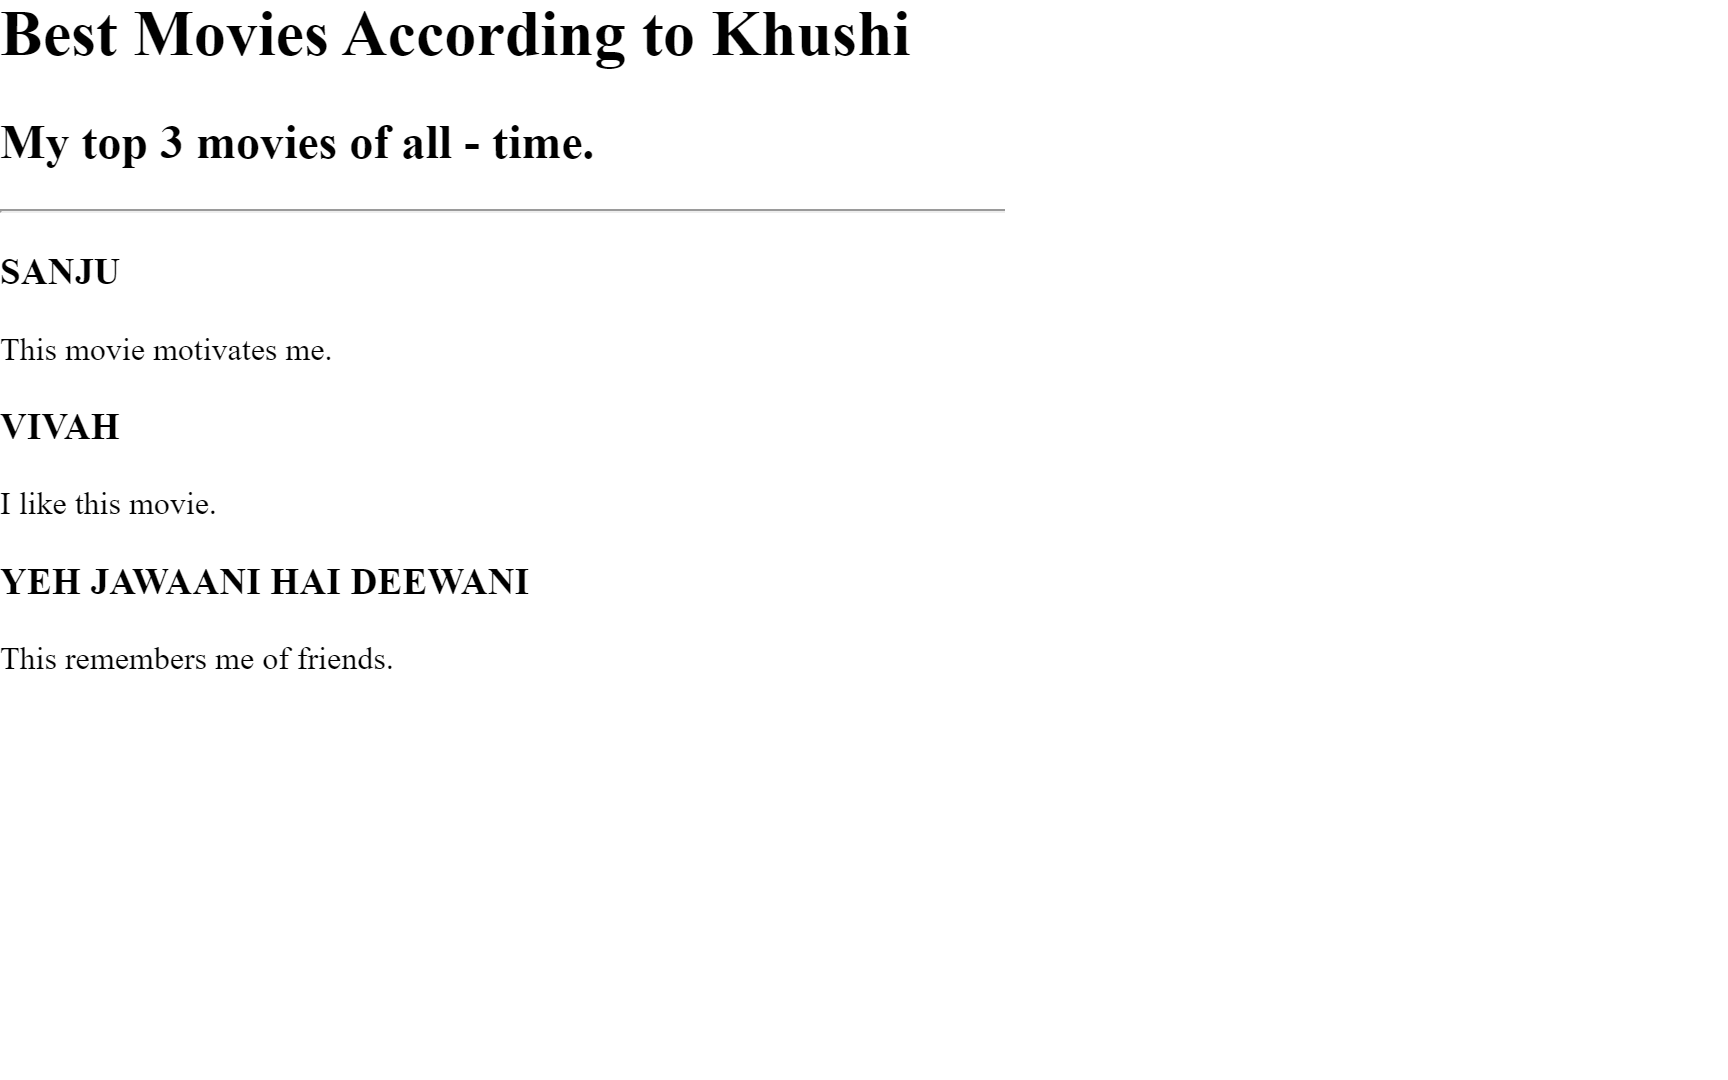 Best Movies According to Khushi
My top 3 movies of all - time.
SANJU
This movie motivates me.
VIVAH
I like this movie.
YEH JAWAANI HAI DEEWANI
This remembers me of friends.